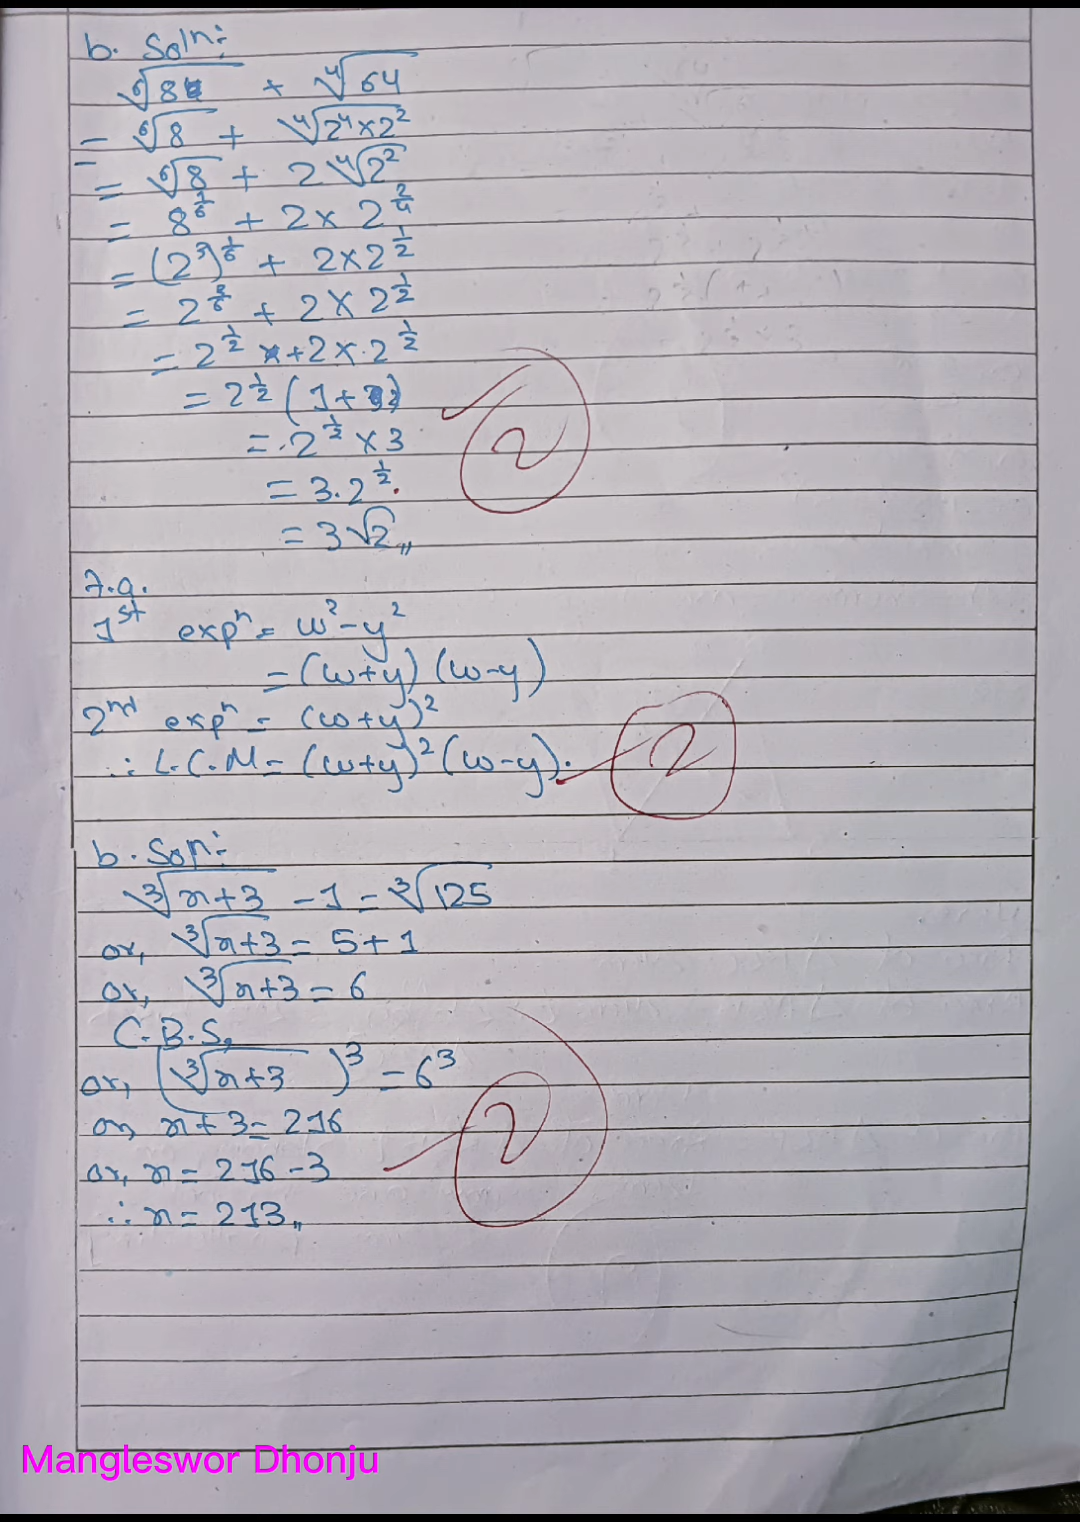 b. Solⁿ:
⁶√8 + ⁴√64
= ⁶√8 + ⁴√2⁴×2²
= ⁶√8 + 2 ⁴√2²
= 8^(1/6) + 2×2^(2/4)
= (2³)^(1/6) + 2×2^(1/2)
= 2^(3/6) + 2×2^(1/2)
= 2^(1/2) + 2×.2^(1/2)
= 2^(1/2) (1+2)
= .2^(1/2) × 3
= 3.2^(1/2).
= 3√2,,
2
7.a.
1st expⁿ = w²-y²
= (w+y) (w-y)
2nd expⁿ = (w+y)²
∴ L.C.M = (w+y)² (w-y).
2
b. Solⁿ:
³√x+3 - 1 = ³√125
or, ³√x+3 = 5+1
or, ³√x+3 = 6
C.B.S,
or, (³√x+3)³ = 6³
or, x+3 = 216
or, x = 216-3
∴ x = 213,,
2
Mangleswor Dhonju